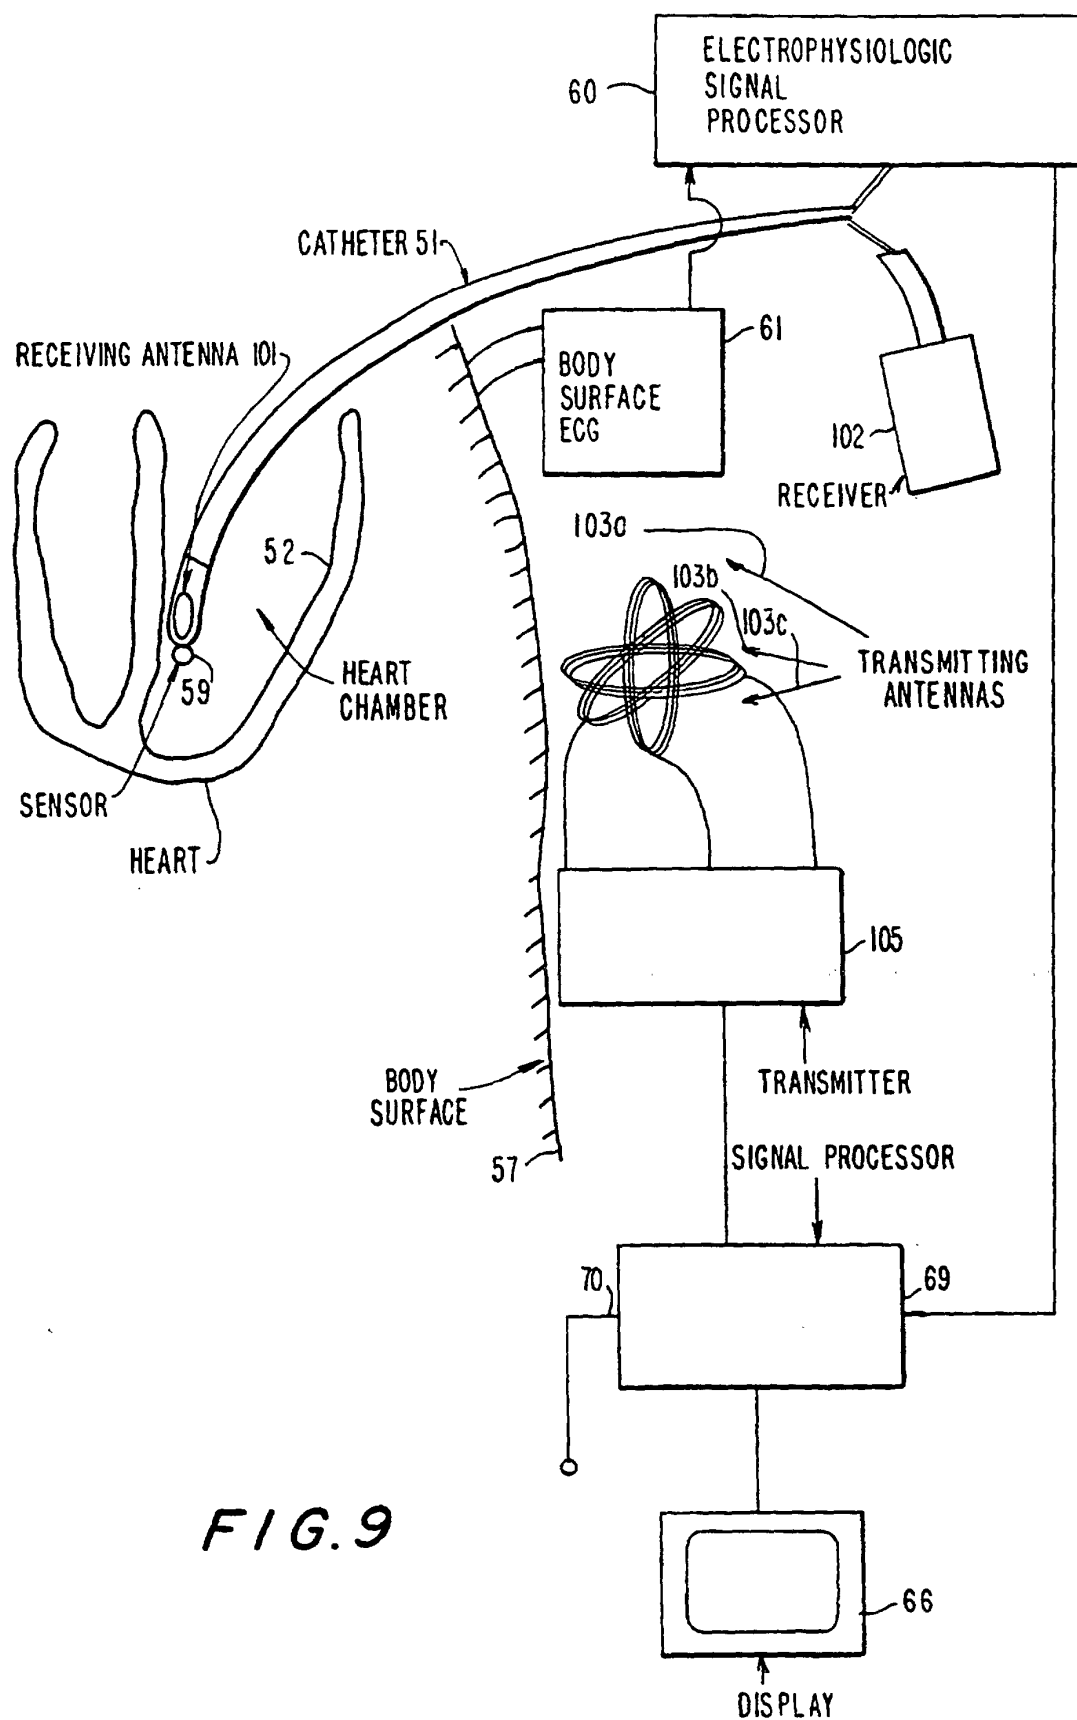 ELECTROPHYSIOLOGIC
SIGNAL
PROCESSOR
60
CATHETER 51
RECEIVING ANTENNA 101
61
BODY
SURFACE
ECG
102
RECEIVER
103a
52
103b
103c
TRANSMITTING
ANTENNAS
59
HEART
CHAMBER
SENSOR
HEART
105
BODY
SURFACE
TRANSMITTER
57
SIGNAL PROCESSOR
70
69
FIG. 9
66
DISPLAY